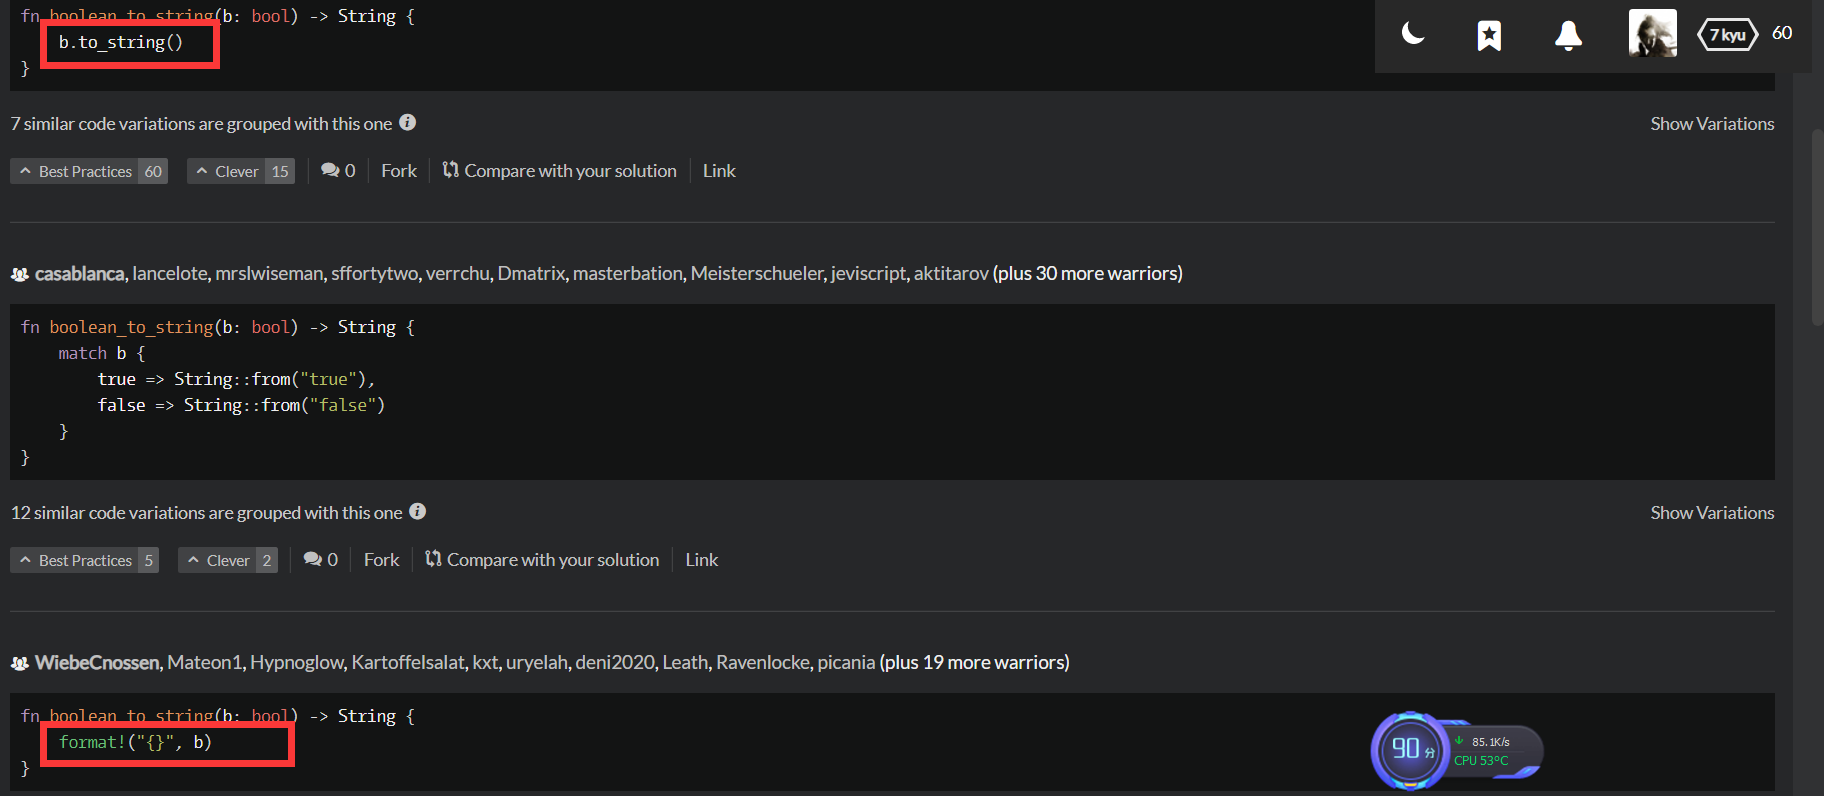 fn boolean_to_string(b: bool) -> String {
b.to_string()
}
7 kyu 60
7 similar code variations are grouped with this one
Show Variations
Best Practices 60 Clever 15 0 Fork Compare with your solution Link
casablanca, lancelote, mrslwiseman, sffortytwo, verrchu, Dmatrix, masterbation, Meisterschueler, jeviscript, aktitarov (plus 30 more warriors)
fn boolean_to_string(b: bool) -> String {
match b {
true => String::from("true"),
false => String::from("false")
}
}
12 similar code variations are grouped with this one
Show Variations
Best Practices 5 Clever 2 0 Fork Compare with your solution Link
WiebeCnossen, Mateon1, Hypnoglow, Kartoffelsalat, kxt, uryelah, deni2020, Leath, Ravenlocke, picania (plus 19 more warriors)
fn boolean_to_string(b: bool) -> String {
format!("{}", b)
}
90分
85.1K/s
CPU 53°C